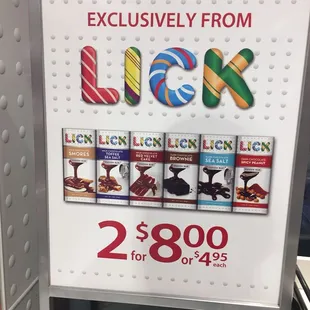 EXCLUSIVELY FROM
LICK
LICK LICK LICK LICK LICK LICK
S'MORES
TOFFEE
SEA SALT
RED VELVET
CAKE
BROWNIE
SEA SALT
SPICY PEANUT
2 for $8.00 or $4.95 each